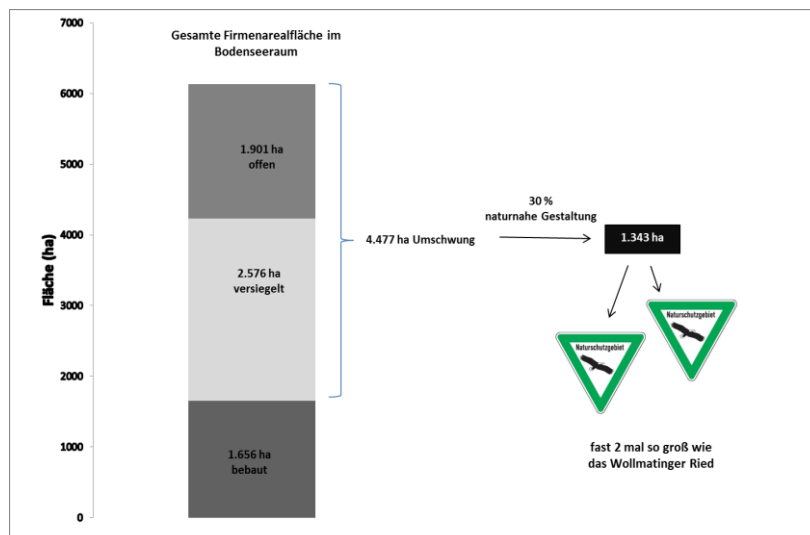 Gesamte Firmenarealfläche im
Bodenseeraum
Fläche (ha)
7000
6000
5000
4000
3000
2000
1000
0
1.901 ha
offen
2.576 ha
versiegelt
1.656 ha
bebaut
4.477 ha Umschwung
30 %
naturnahe Gestaltung
1.343 ha
Naturschutzgebiet
Naturschutzgebiet
fast 2 mal so groß wie
das Wollmatinger Ried